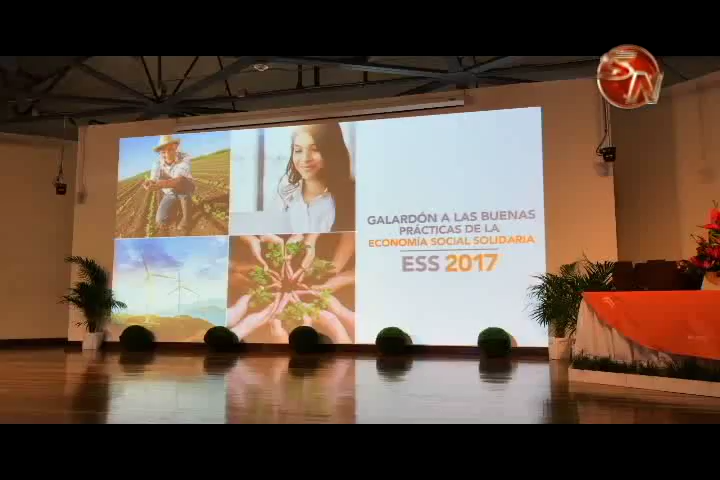 GALARDÓN A LAS BUENAS
PRÁCTICAS DE LA
ECONOMÍA SOCIAL SOLIDARIA
ESS 2017